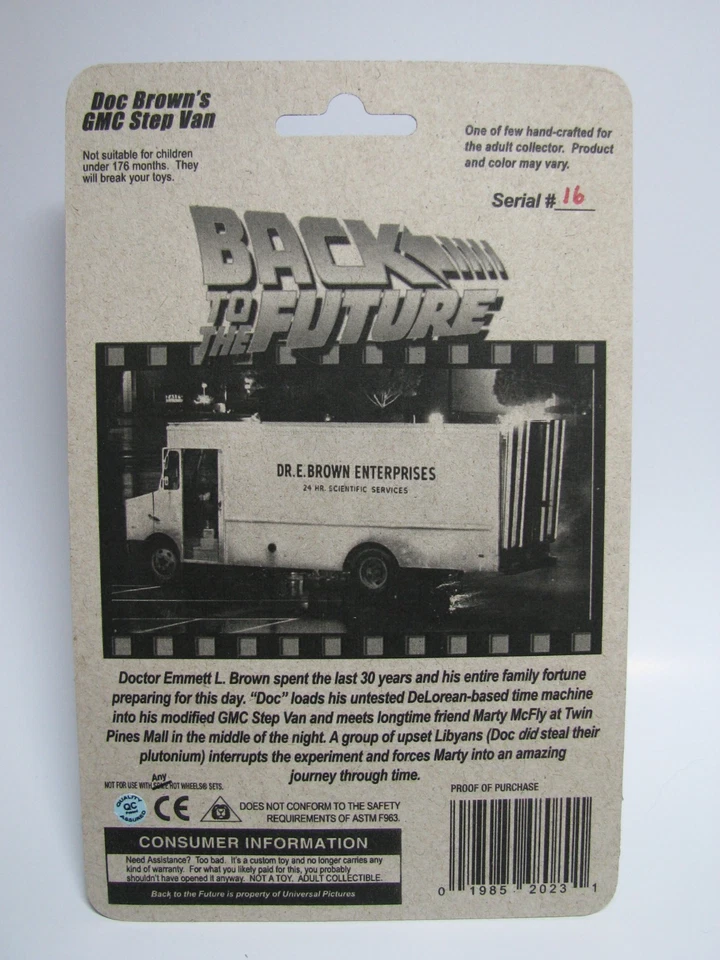 Doc Brown's
GMC Step Van
Not suitable for children
under 176 months. They
will break your toys.
One of few hand-crafted for
the adult collector. Product
and color may vary.
Serial # 16
BACK
TO THE FUTURE
DR. E. BROWN ENTERPRISES
24 HR. SCIENTIFIC SERVICES
Doctor Emmett L. Brown spent the last 30 years and his entire family fortune
preparing for this day. “Doc” loads his untested DeLorean-based time machine
into his modified GMC Step Van and meets longtime friend Marty McFly at Twin
Pines Mall in the middle of the night. A group of upset Libyans (Doc did steal their
plutonium) interrupts the experiment and forces Marty into an amazing
journey through time.
Any
NOT FOR USE WITH SOME HOT WHEELS® SETS.
QUALITY
QC
ASSURED
CE
DOES NOT CONFORM TO THE SAFETY
REQUIREMENTS OF ASTM F963.
PROOF OF PURCHASE
CONSUMER INFORMATION
Need Assistance? Too bad. It's a custom toy and no longer carries any
kind of warranty. For what you likely paid for this, you probably
shouldn't have opened it anyway. NOT A TOY. ADULT COLLECTIBLE.
Back to the Future is property of Universal Pictures
0 1985 2023 1